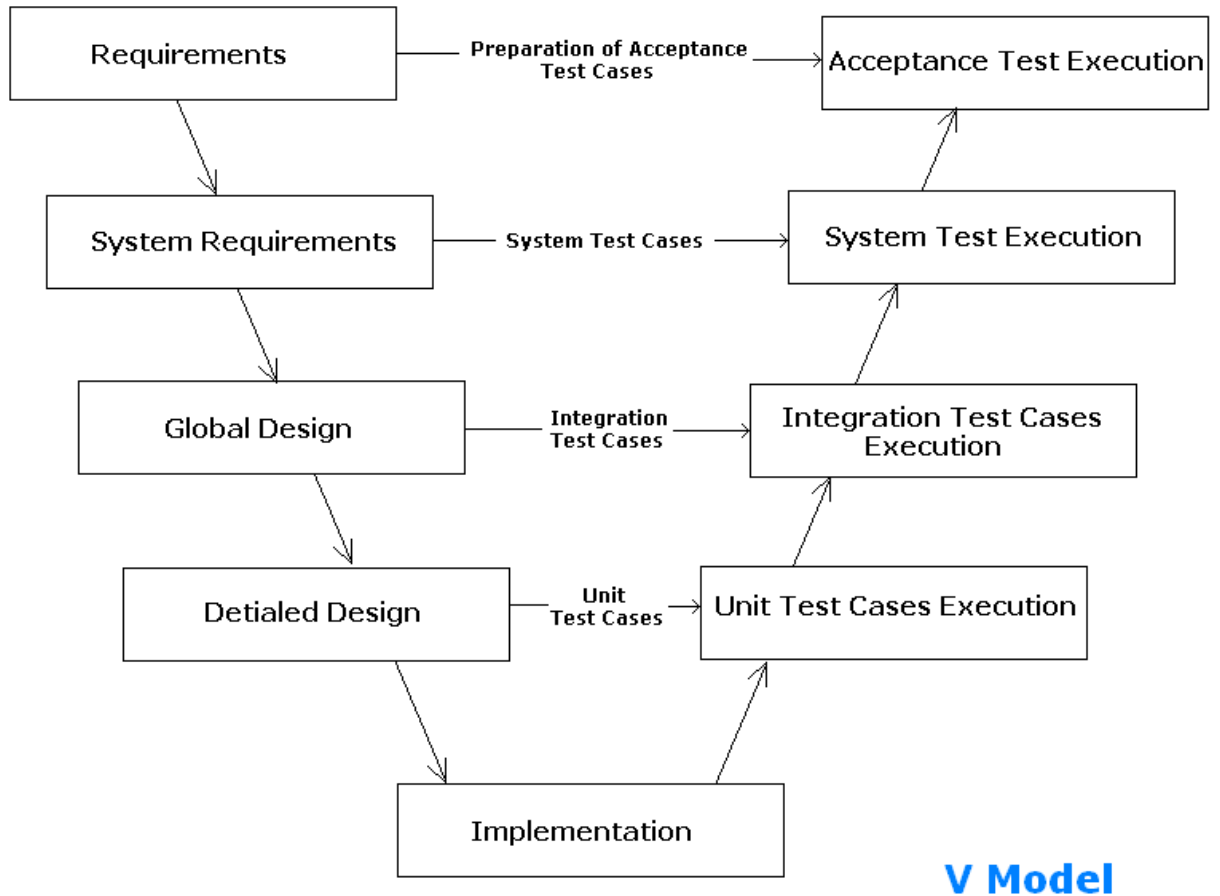 Requirements
Preparation of Acceptance
Test Cases
Acceptance Test Execution
System Requirements
System Test Cases
System Test Execution
Global Design
Integration
Test Cases
Integration Test Cases
Execution
Detialed Design
Unit
Test Cases
Unit Test Cases Execution
Implementation
V Model